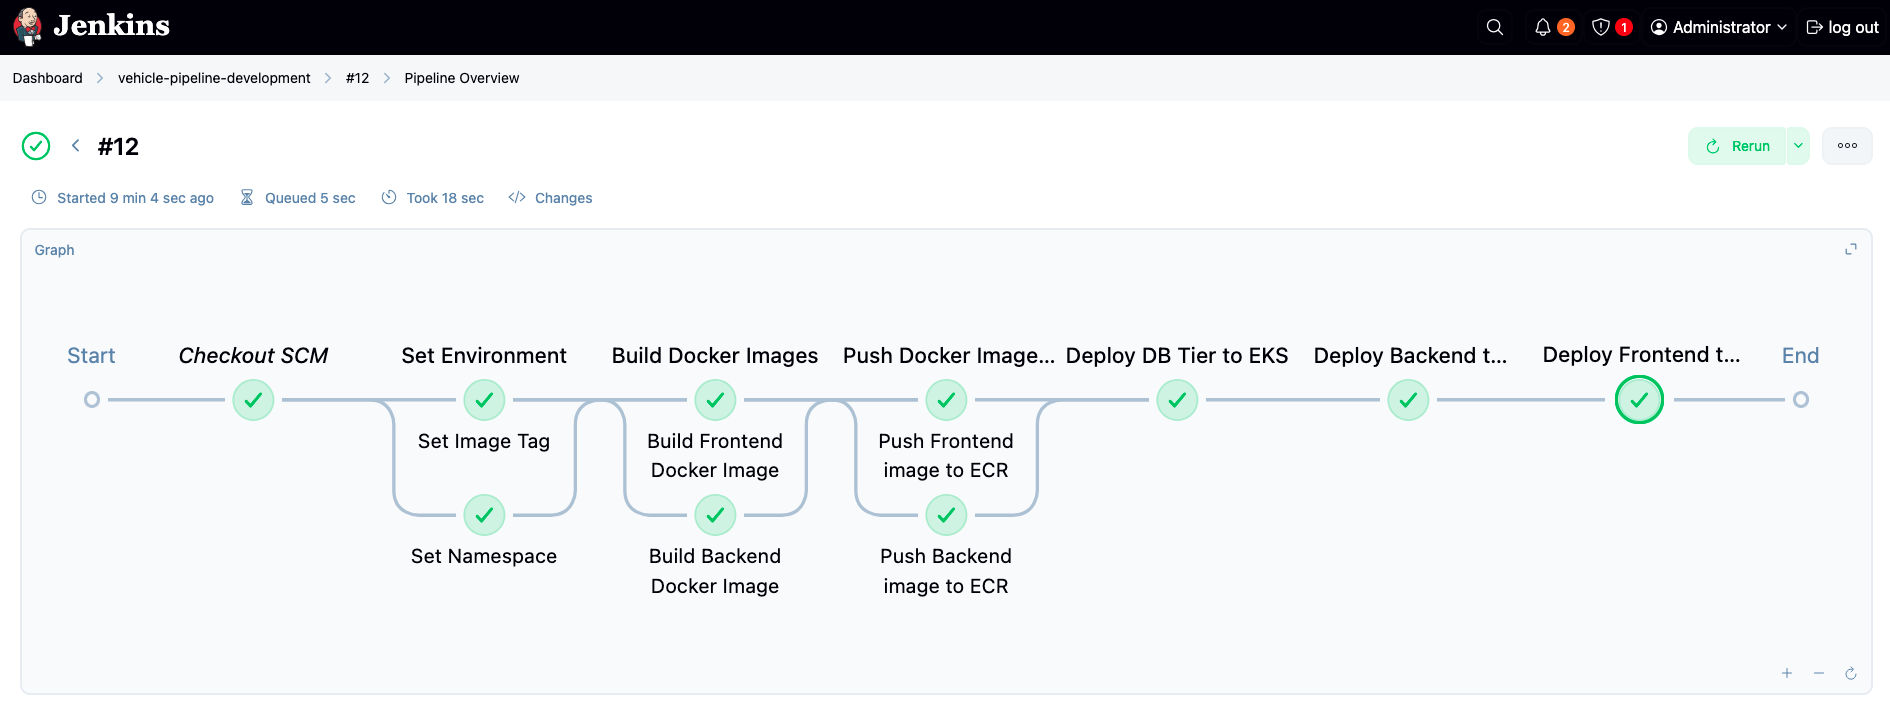 Jenkins
2
1
Administrator
log out
Dashboard
vehicle-pipeline-development
#12
Pipeline Overview
#12
Rerun
Started 9 min 4 sec ago
Queued 5 sec
Took 18 sec
Changes
Graph
Start
Checkout SCM
Set Environment
Build Docker Images
Push Docker Image...
Deploy DB Tier to EKS
Deploy Backend t...
Deploy Frontend t...
End
Set Image Tag
Build Frontend
Docker Image
Push Frontend
image to ECR
Set Namespace
Build Backend
Docker Image
Push Backend
image to ECR